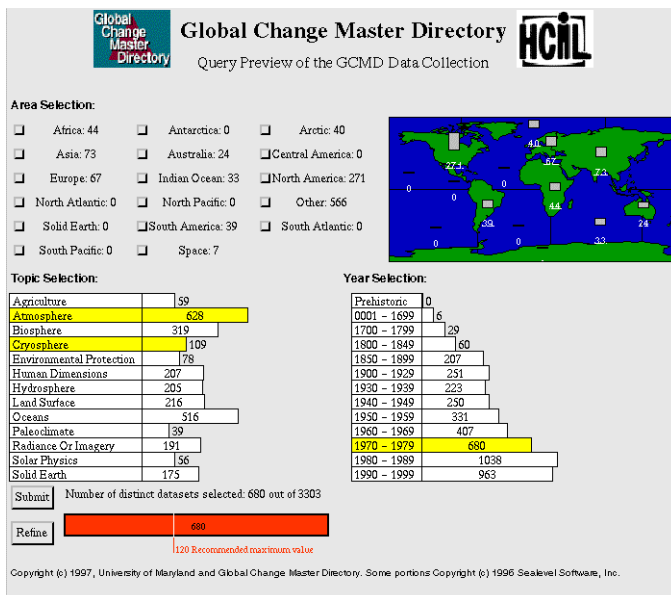 Global Change Master Directory
Global Change Master Directory
HCIL
Query Preview of the GCMD Data Collection
Area Selection:
Africa: 44 Antarctica: 0 Arctic: 40
Asia: 73 Australia: 24 Central America: 0
Europe: 67 Indian Ocean: 33 North America: 271
North Atlantic: 0 North Pacific: 0 Other: 566
Solid Earth: 0 South America: 39 South Atlantic: 0
South Pacific: 0 Space: 7
40
271 67 73
0 0 0
44
39 24
0 0 33
Topic Selection:
Agriculture 59
Atmosphere 628
Biosphere 319
Cryosphere 109
Environmental Protection 78
Human Dimensions 207
Hydrosphere 205
Land Surface 216
Oceans 516
Paleoclimate 39
Radiance Or Imagery 191
Solar Physics 56
Solid Earth 175
Year Selection:
Prehistoric 0
0001 - 1699 6
1700 - 1799 29
1800 - 1849 60
1850 - 1899 207
1900 - 1929 251
1930 - 1939 223
1940 - 1949 250
1950 - 1959 331
1960 - 1969 407
1970 - 1979 680
1980 - 1989 1038
1990 - 1999 963
Submit Number of distinct datasets selected: 680 out of 3303
Refine 680
120 Recommended maximum value
Copyright (c) 1997, University of Maryland and Global Change Master Directory. Some portions Copyright (c) 1996 Sealevel Software, Inc.